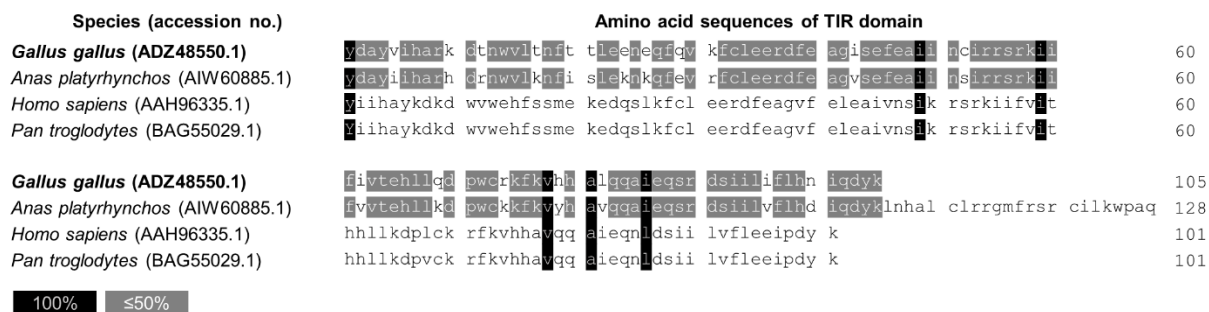 Species (accession no.) Amino acid sequences of TIR domain
Gallus gallus (ADZ48550.1) ydayvihark dtnwvltnft tleeneqfqv kfcleerdfe agisefeaii ncirrsrkii 60
Anas platyrhynchos (AIW60885.1) ydayiiharh drnwvlknfi sleknkqfev rfcleerdfe agvsefeaii nsirrsrkii 60
Homo sapiens (AAH96335.1) yiihaykdkd wvwehfssme kedqslkfcl eerdfeagvf eleaivnsik rsrkiifvit 60
Pan troglodytes (BAG55029.1) Yiihaykdkd wvwehfssme kedqslkfcl eerdfeagvf eleaivnsik rsrkiifvit 60
Gallus gallus (ADZ48550.1) fivtehllqd pwcrkfkvhh alqqaieqsr dsiiliflhn iqdyk 105
Anas platyrhynchos (AIW60885.1) fvvtehllkd pwckkfkvyh avqqaieqsr dsiilvflhd iqdyklnhal clrrgmfrsr cilkwpaq 128
Homo sapiens (AAH96335.1) hhllkdplck rfkvhhavqq aieqnldsii lvfleeipdy k 101
Pan troglodytes (BAG55029.1) hhllkdpvck rfkvhhavqq aieqnldsii lvfleeipdy k 101
100% ≤50%